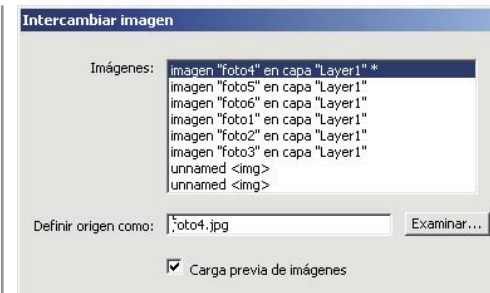 Intercambiar imagen
Imágenes:
imagen "foto4" en capa "Layer1" *
imagen "foto5" en capa "Layer1"
imagen "foto6" en capa "Layer1"
imagen "foto1" en capa "Layer1"
imagen "foto2" en capa "Layer1"
imagen "foto3" en capa "Layer1"
unnamed <img>
unnamed <img>
Definir origen como: foto4.jpg Examinar...
Carga previa de imágenes